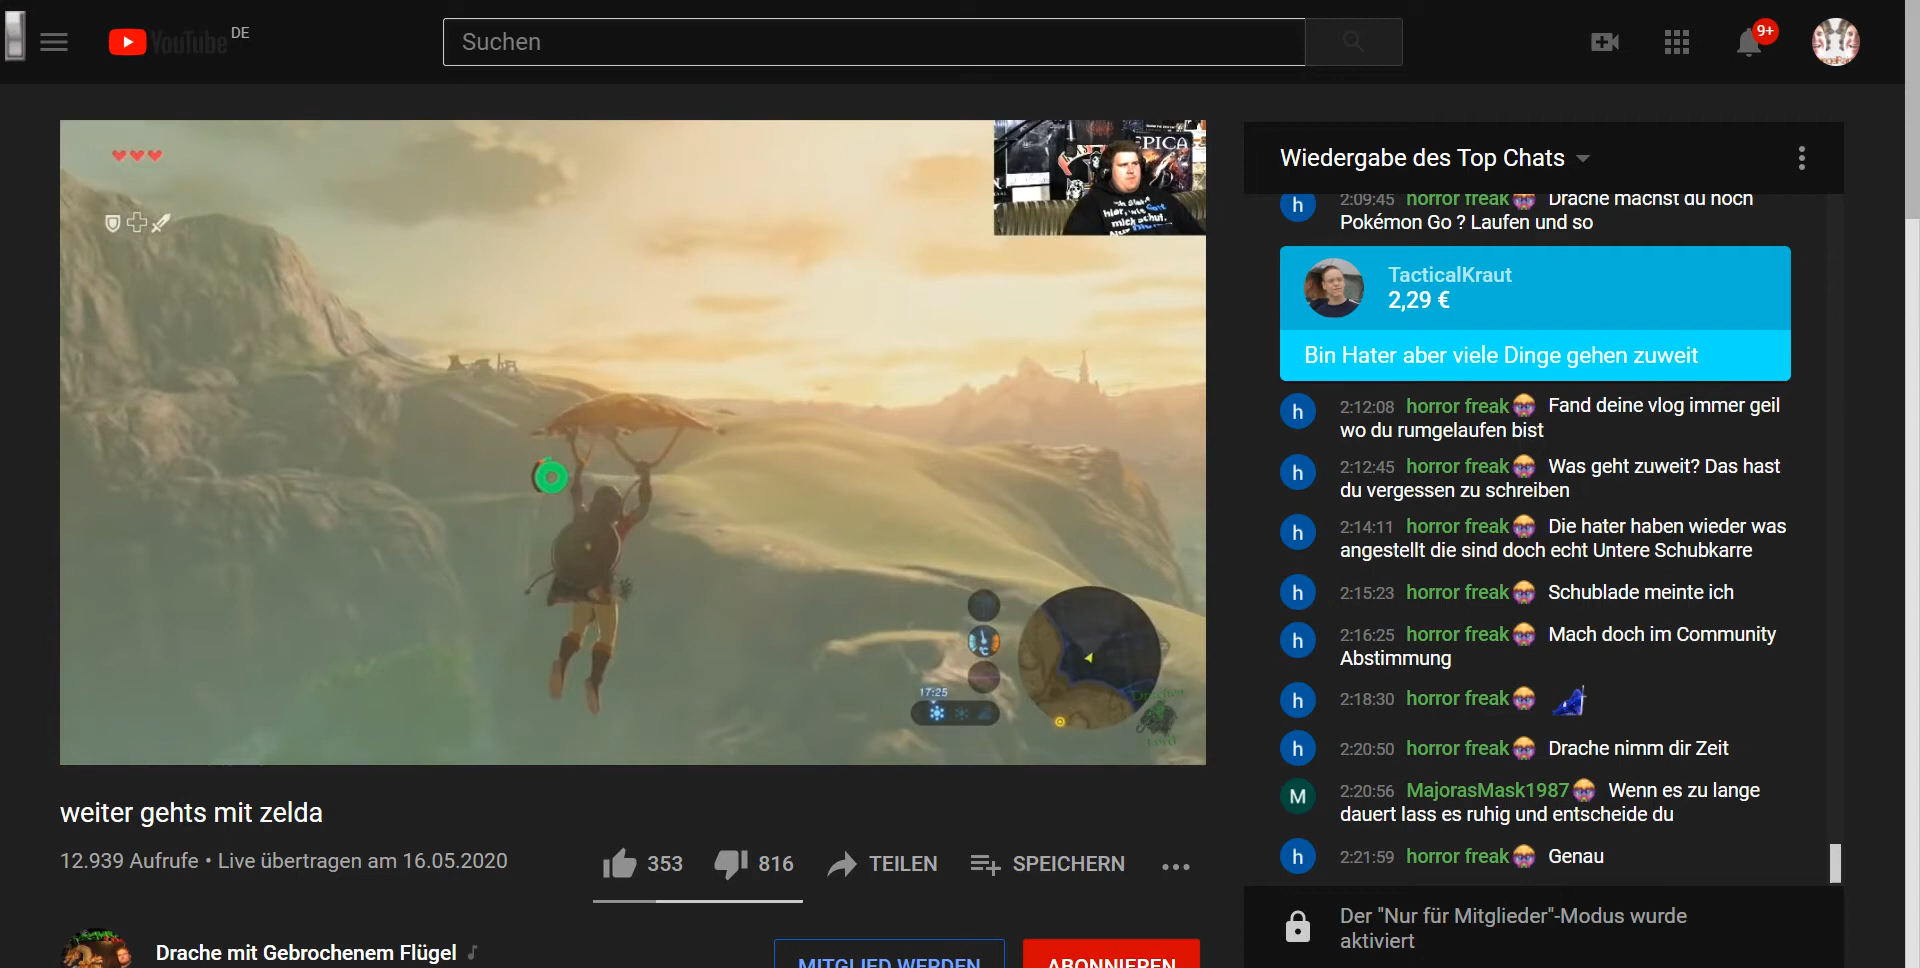 YouTube DE
Suchen
9+
EPICA
17:25
weiter gehts mit zelda
12.939 Aufrufe • Live übertragen am 16.05.2020
353
816
TEILEN
SPEICHERN
Drache mit Gebrochenem Flügel
MITGLIED WERDEN
ABONNIEREN
Wiedergabe des Top Chats
h 2:09:45 horror freak Drache machst du noch
Pokémon Go ? Laufen und so
TacticalKraut
2,29 €
Bin Hater aber viele Dinge gehen zuweit
h 2:12:08 horror freak Fand deine vlog immer geil
wo du rumgelaufen bist
h 2:12:45 horror freak Was geht zuweit? Das hast
du vergessen zu schreiben
h 2:14:11 horror freak Die hater haben wieder was
angestellt die sind doch echt Untere Schubkarre
h 2:15:23 horror freak Schublade meinte ich
h 2:16:25 horror freak Mach doch im Community
Abstimmung
h 2:18:30 horror freak
h 2:20:50 horror freak Drache nimm dir Zeit
M 2:20:56 MajorasMask1987 Wenn es zu lange
dauert lass es ruhig und entscheide du
h 2:21:59 horror freak Genau
Der "Nur für Mitglieder"-Modus wurde
aktiviert